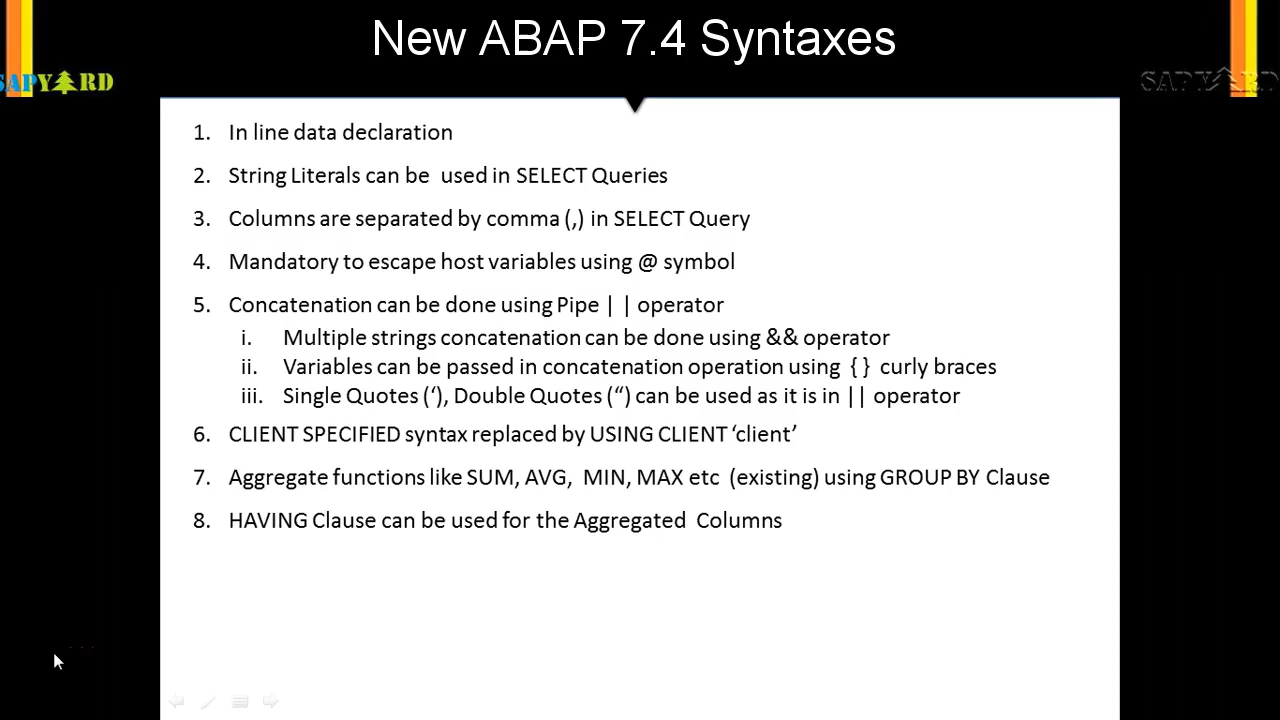 New ABAP 7.4 Syntaxes
SAPYARD
SAPYARD
1. In line data declaration
2. String Literals can be used in SELECT Queries
3. Columns are separated by comma (,) in SELECT Query
4. Mandatory to escape host variables using @ symbol
5. Concatenation can be done using Pipe | | operator
i. Multiple strings concatenation can be done using && operator
ii. Variables can be passed in concatenation operation using { } curly braces
iii. Single Quotes (‘), Double Quotes (“) can be used as it is in || operator
6. CLIENT SPECIFIED syntax replaced by USING CLIENT ‘client’
7. Aggregate functions like SUM, AVG, MIN, MAX etc (existing) using GROUP BY Clause
8. HAVING Clause can be used for the Aggregated Columns